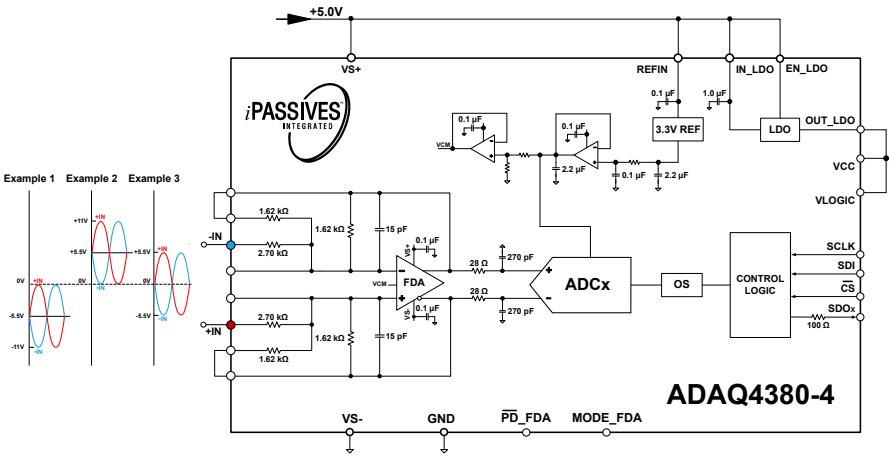 +5.0V
VS+
REFIN
IN_LDO
EN_LDO
iPASSIVES™
INTEGRATED
0.1 µF
0.1 µF
0.1 µF
1.0 µF
3.3V REF
LDO
OUT_LDO
VCM
2.2 µF
0.1 µF
2.2 µF
VCC
VLOGIC
Example 1
Example 2
Example 3
+11V
+IN
+5.5V
+5.5V
+IN
0V
+IN
0V
-IN
0V
-5.5V
-5.5V
-IN
-11V
-IN
1.62 kΩ
1.62 kΩ
15 pF
-IN
2.70 kΩ
VS+
0.1 µF
28 Ω
270 pF
VCM
FDA
28 Ω
270 pF
VS-
0.1 µF
+IN
2.70 kΩ
1.62 kΩ
15 pF
1.62 kΩ
ADCx
OS
CONTROL
LOGIC
SCLK
SDI
CS
SDOx
100 Ω
ADAQ4380-4
VS-
GND
PD_FDA
MODE_FDA